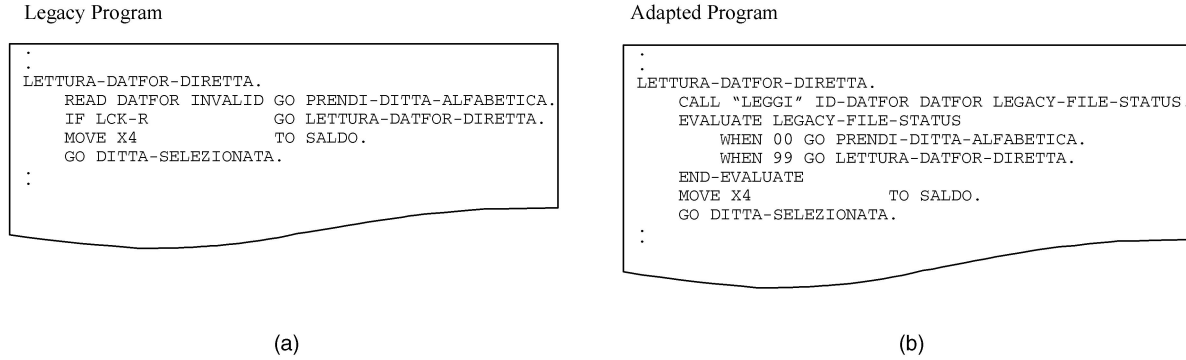 Legacy Program
:
LETTURA-DATFOR-DIRETTA.
READ DATFOR INVALID GO PRENDI-DITTA-ALFABETICA.
IF LCK-R GO LETTURA-DATFOR-DIRETTA.
MOVE X4 TO SALDO.
GO DITTA-SELEZIONATA.
:
(a)
Adapted Program
:
LETTURA-DATFOR-DIRETTA.
CALL “LEGGI” ID-DATFOR DATFOR LEGACY-FILE-STATUS.
EVALUATE LEGACY-FILE-STATUS
WHEN 00 GO PRENDI-DITTA-ALFABETICA.
WHEN 99 GO LETTURA-DATFOR-DIRETTA.
END-EVALUATE
MOVE X4 TO SALDO.
GO DITTA-SELEZIONATA.
:
(b)